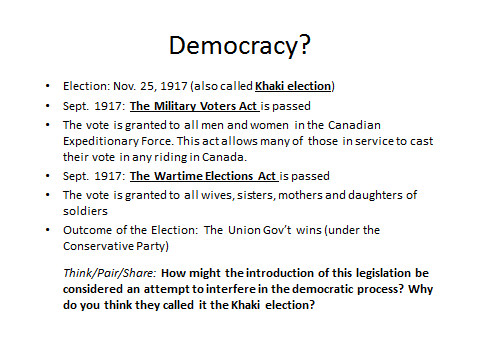 Democracy?
• Election: Nov. 25, 1917 (also called Khaki election)
• Sept. 1917: The Military Voters Act is passed
• The vote is granted to all men and women in the Canadian
Expeditionary Force. This act allows many of those in service to cast
their vote in any riding in Canada.
• Sept. 1917: The Wartime Elections Act is passed
• The vote is granted to all wives, sisters, mothers and daughters of
soldiers
• Outcome of the Election: The Union Gov't wins (under the
Conservative Party)
Think/Pair/Share: How might the introduction of this legislation be
considered an attempt to interfere in the democratic process? Why
do you think they called it the Khaki election?